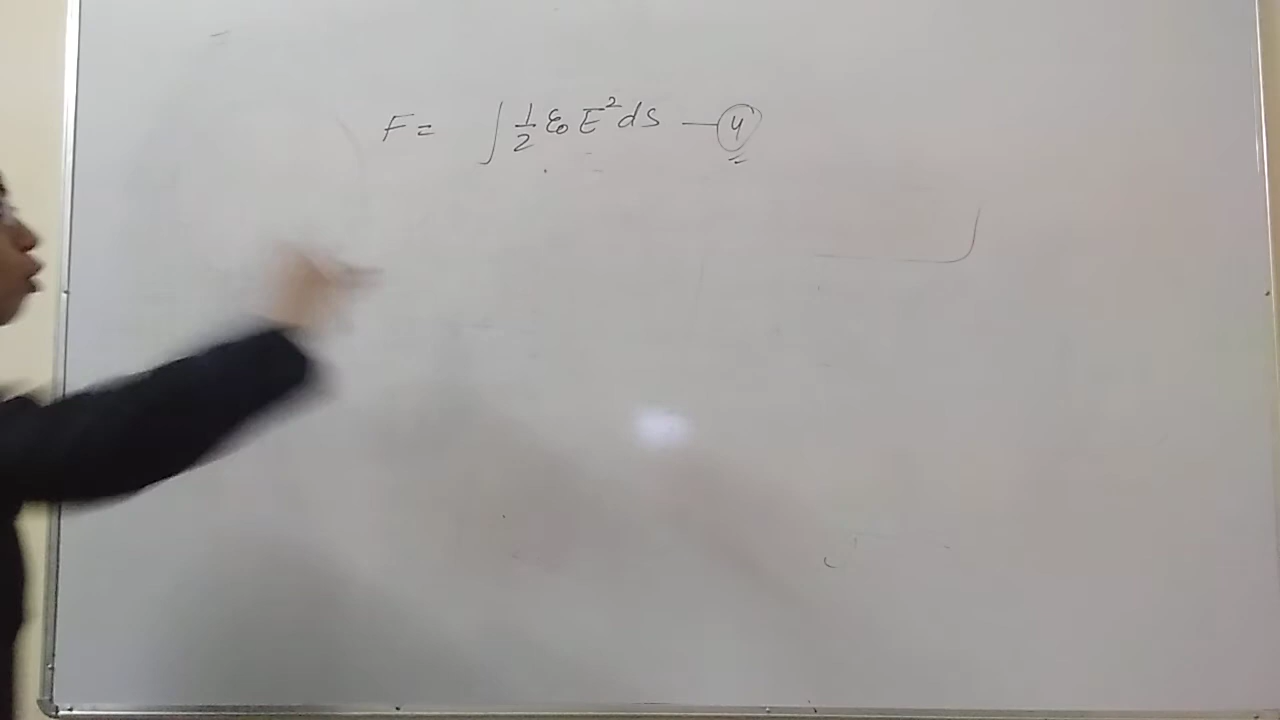 F = ∫ 1/2 ε₀ E² ds — ④